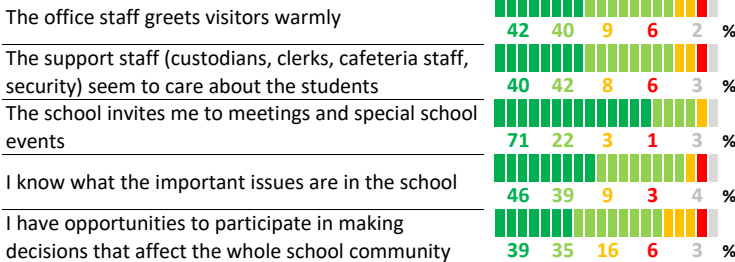 The office staff greets visitors warmly
42 40 9 6 2 %
The support staff (custodians, clerks, cafeteria staff,
security) seem to care about the students
40 42 8 6 3 %
The school invites me to meetings and special school
events
71 22 3 1 3 %
I know what the important issues are in the school
46 39 9 3 4 %
I have opportunities to participate in making
decisions that affect the whole school community
39 35 16 6 3 %